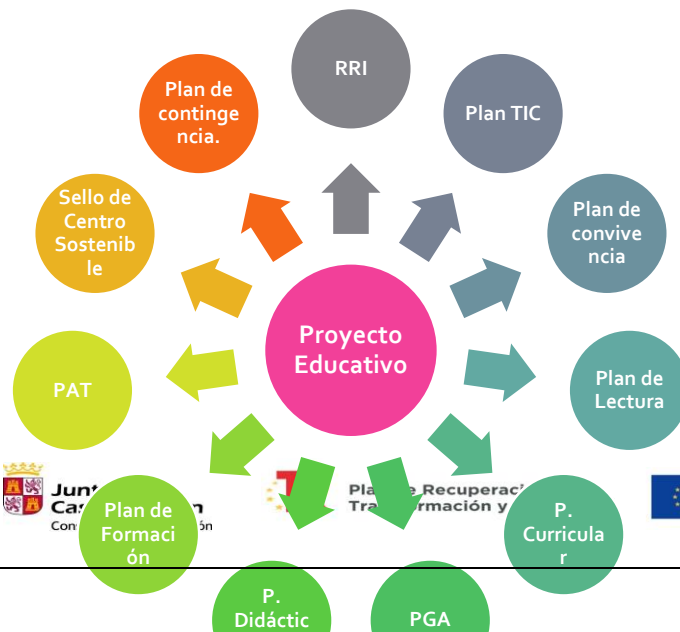 RRI
Plan de
continge
ncia.
Plan TIC
Sello de
Centro
Sostenib
le
Plan de
convive
ncia
Proyecto
Educativo
PAT
Plan de
Lectura
Plan de
Formaci
ón
P.
Curricula
r
P.
Didáctic
PGA